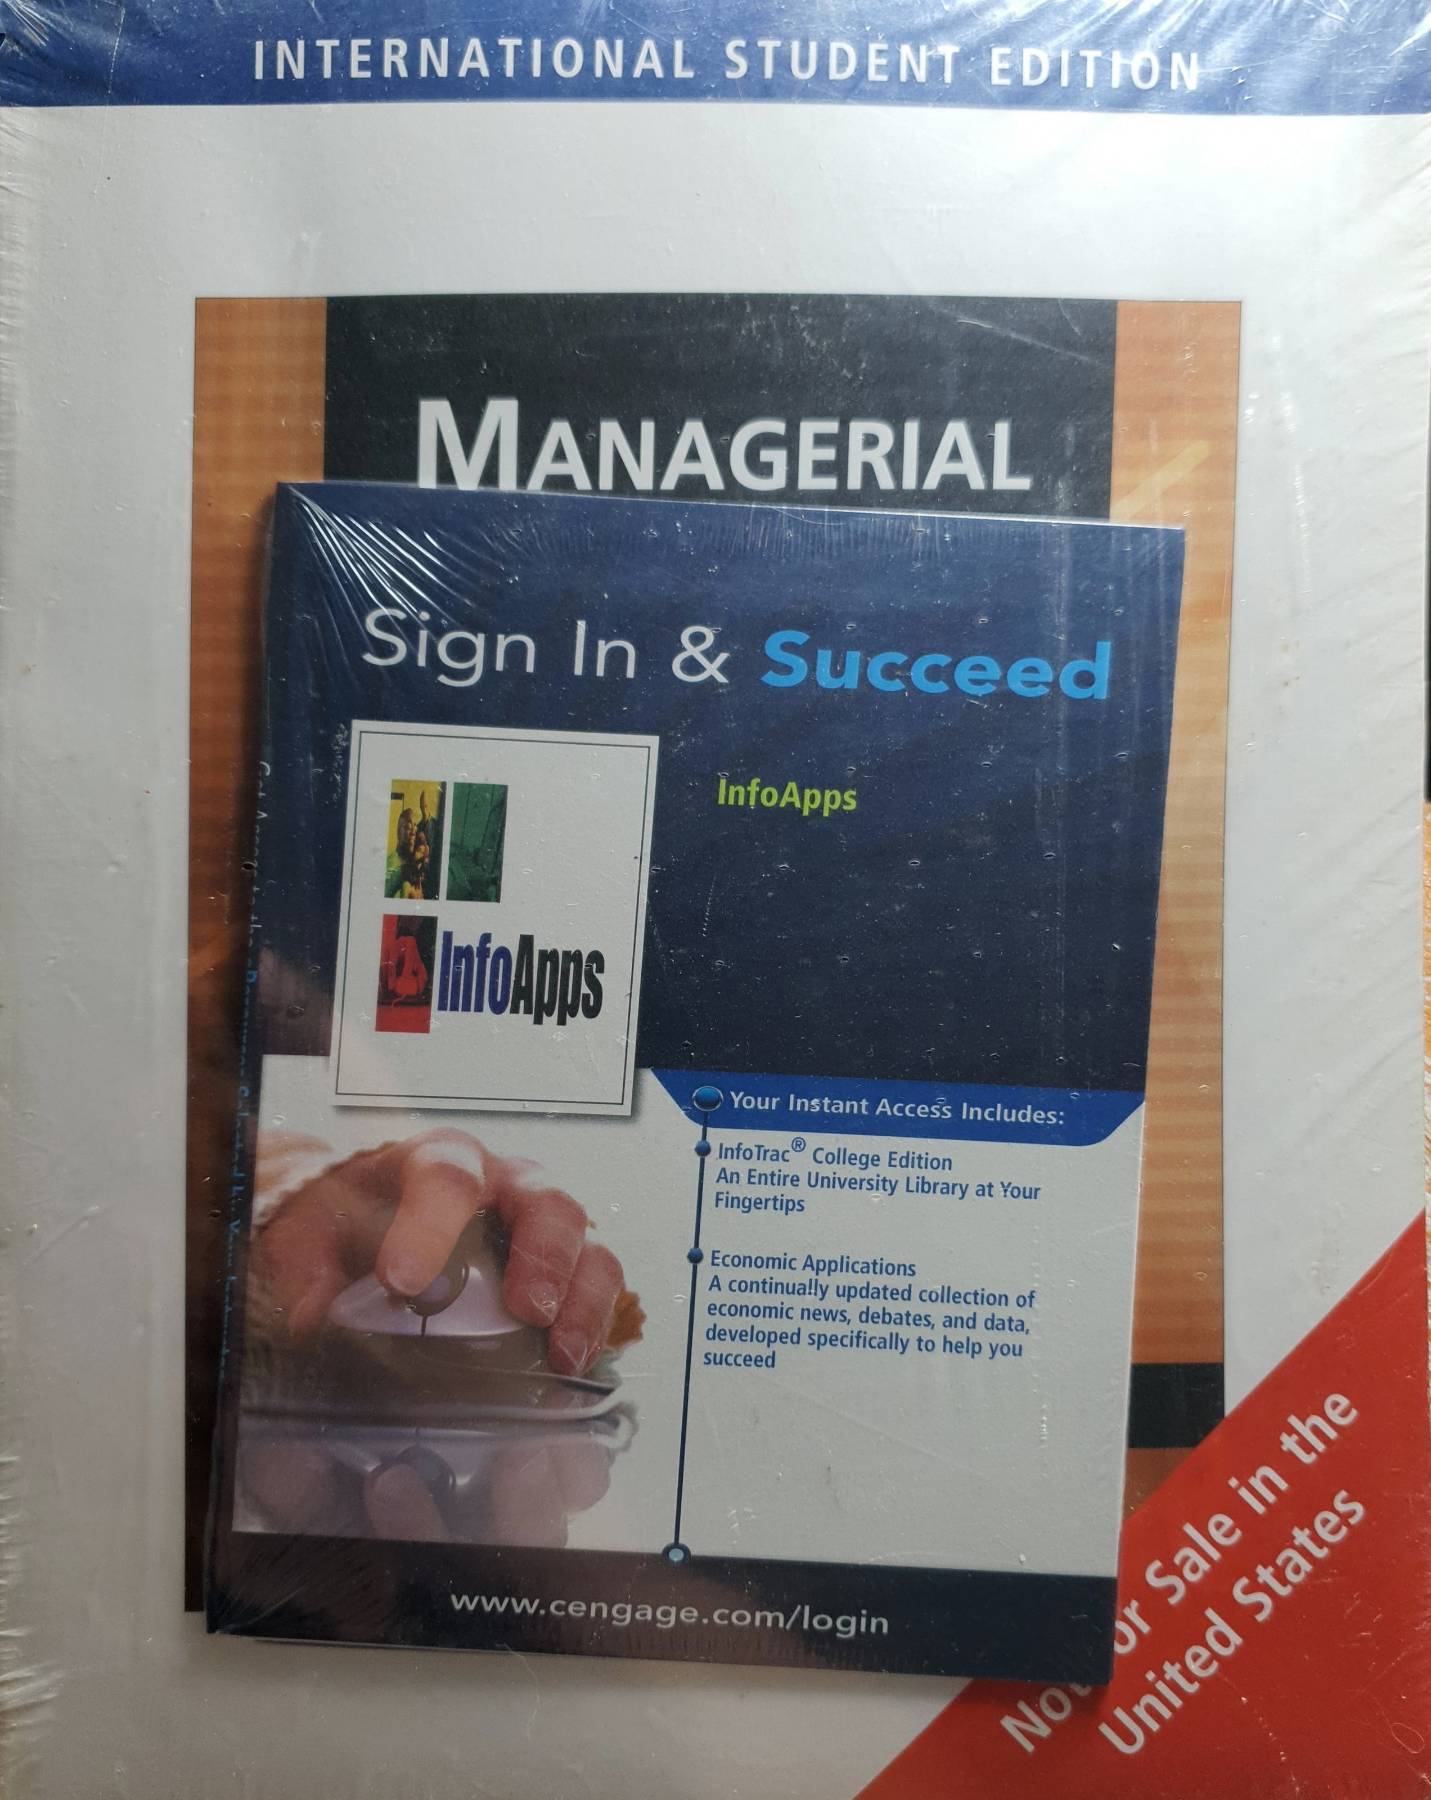 INTERNATIONAL STUDENT EDITION
MANAGERIAL
Sign In & Succeed
InfoApps
InfoApps
Your Instant Access Includes:
InfoTrac® College Edition
An Entire University Library at Your
Fingertips
Economic Applications
A continually updated collection of
economic news, debates, and data,
developed specifically to help you
succeed
www.cengage.com/login
Not for Sale in the
United States